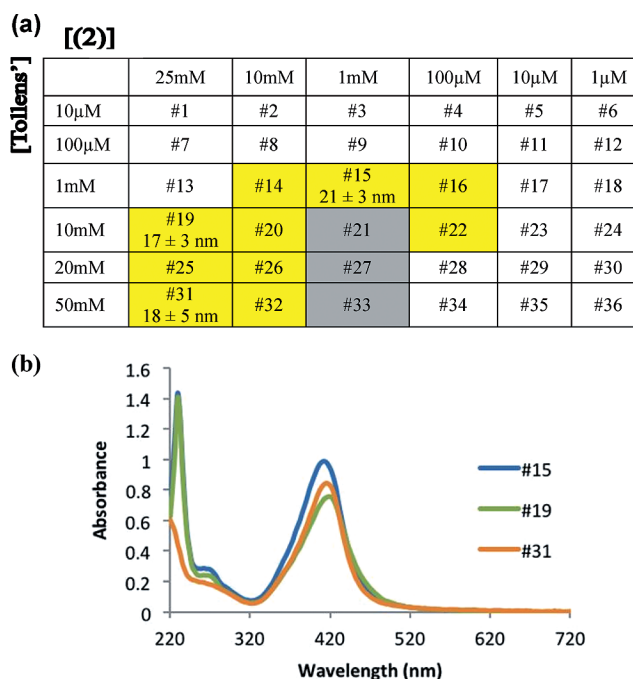 (a)
[(2)]
[Tollens']
25mM 10mM 1mM 100µM 10µM 1µM
10µM #1 #2 #3 #4 #5 #6
100µM #7 #8 #9 #10 #11 #12
1mM #13 #14 #15 #16 #17 #18
21 ± 3 nm
10mM #19 #20 #21 #22 #23 #24
17 ± 3 nm
20mM #25 #26 #27 #28 #29 #30
50mM #31 #32 #33 #34 #35 #36
18 ± 5 nm
(b)
Absorbance
1.6
1.4
1.2
1
0.8
0.6
0.4
0.2
0
#15
#19
#31
220 320 420 520 620 720
Wavelength (nm)